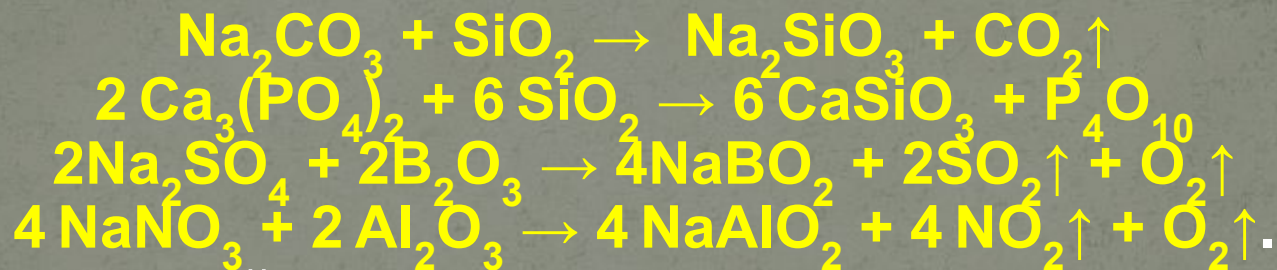 Na₂CO₃ + SiO₂ → Na₂SiO₃ + CO₂↑
2 Ca₃(PO₄)₂ + 6 SiO₂ → 6 CaSiO₃ + P₄O₁₀
2Na₂SO₄ + 2B₂O₃ → 4NaBO₂ + 2SO₂↑ + O₂↑
4 NaNO₃ + 2 Al₂O₃ → 4 NaAlO₂ + 4 NO₂↑ + O₂↑.